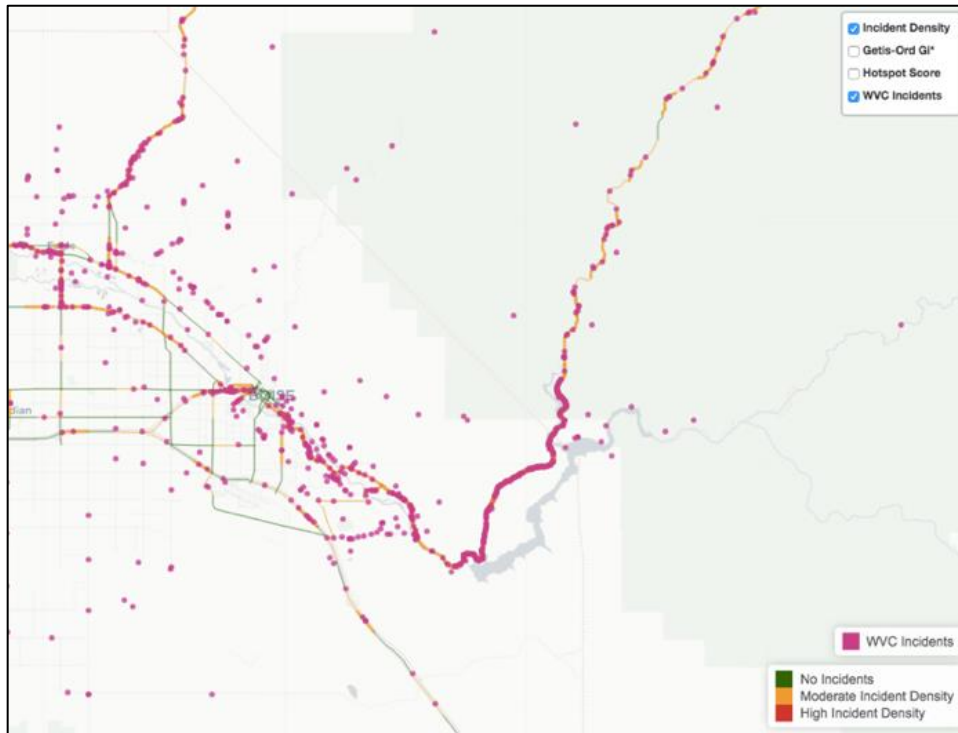 Incident Density
Getis-Ord Gi*
Hotspot Score
WVC Incidents
BOISE
dian
WVC Incidents
No Incidents
Moderate Incident Density
High Incident Density